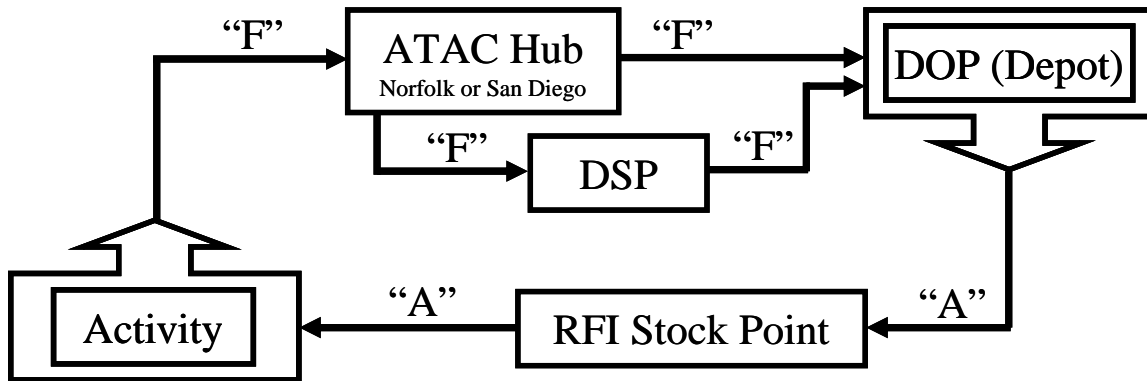 “F”
ATAC Hub
Norfolk or San Diego
“F”
DOP (Depot)
“F”
DSP
“F”
Activity
“A”
RFI Stock Point
“A”